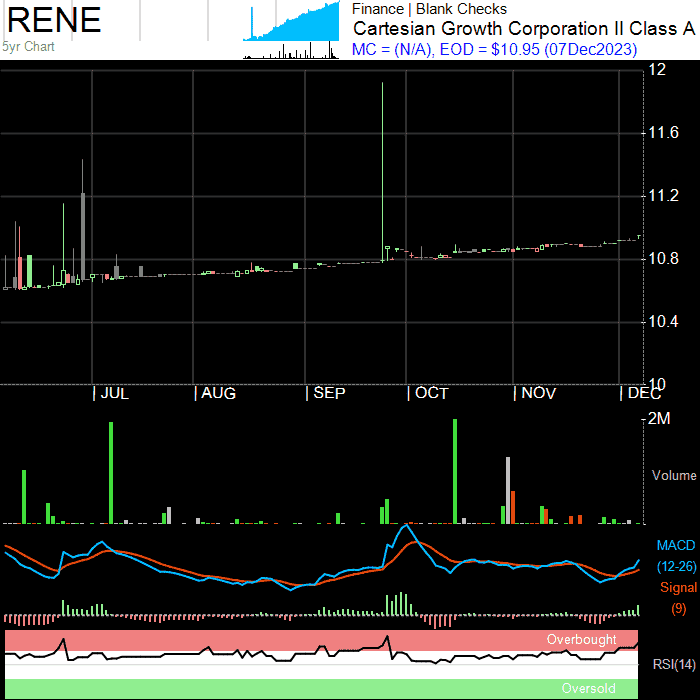 RENE
5yr Chart
Finance | Blank Checks
Cartesian Growth Corporation II Class A
MC = (N/A), EOD = $10.95 (07Dec2023)
12
11.6
11.2
10.8
10.4
10
| JUL | AUG | SEP | OCT | NOV | DEC
2M
Volume
MACD
(12-26)
Signal
(9)
Overbought
RSI(14)
Oversold